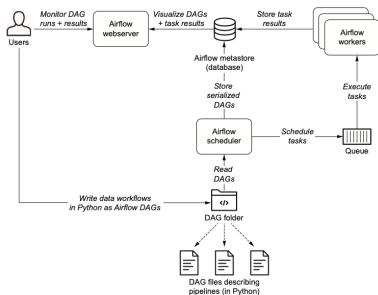 Monitor DAG
runs + results
Users
Airflow
webserver
Visualize DAGs
+ task results
Store task
results
Airflow
workers
Airflow metastore
(database)
Store
serialized
DAGs
Execute
tasks
Airflow
scheduler
Schedule
tasks
Queue
Read
DAGs
Write data workflows
in Python as Airflow DAGs
</>
DAG folder
DAG files describing
pipelines (in Python)